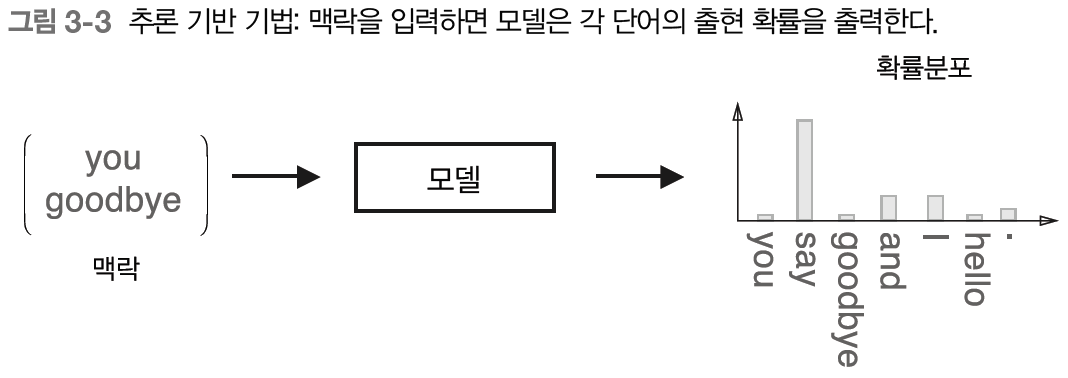 그림 3-3 추론 기반 기법: 맥락을 입력하면 모델은 각 단어의 출현 확률을 출력한다.
확률분포
you
goodbye
맥락
모델
you
say
goodbye
and
I
hello
.